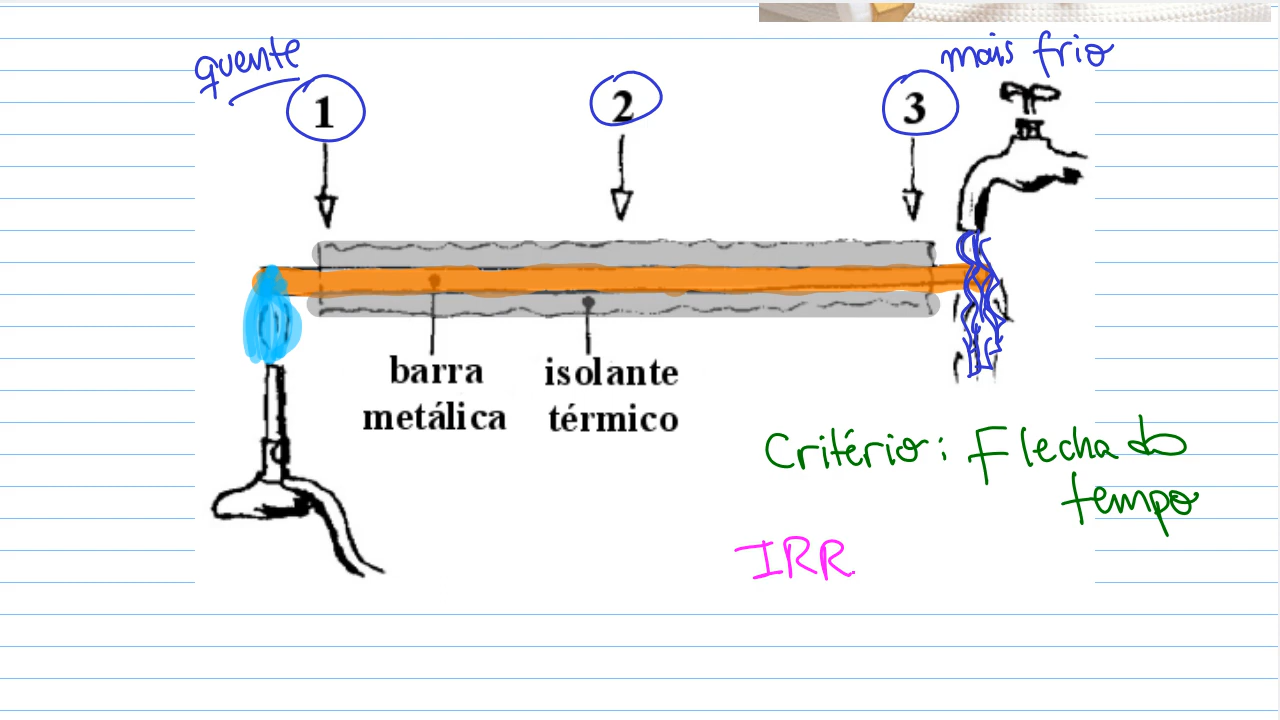 quente
mais frio
1
2
3
barra
metálica
isolante
térmico
Critério: Flecha do
tempo
IRR